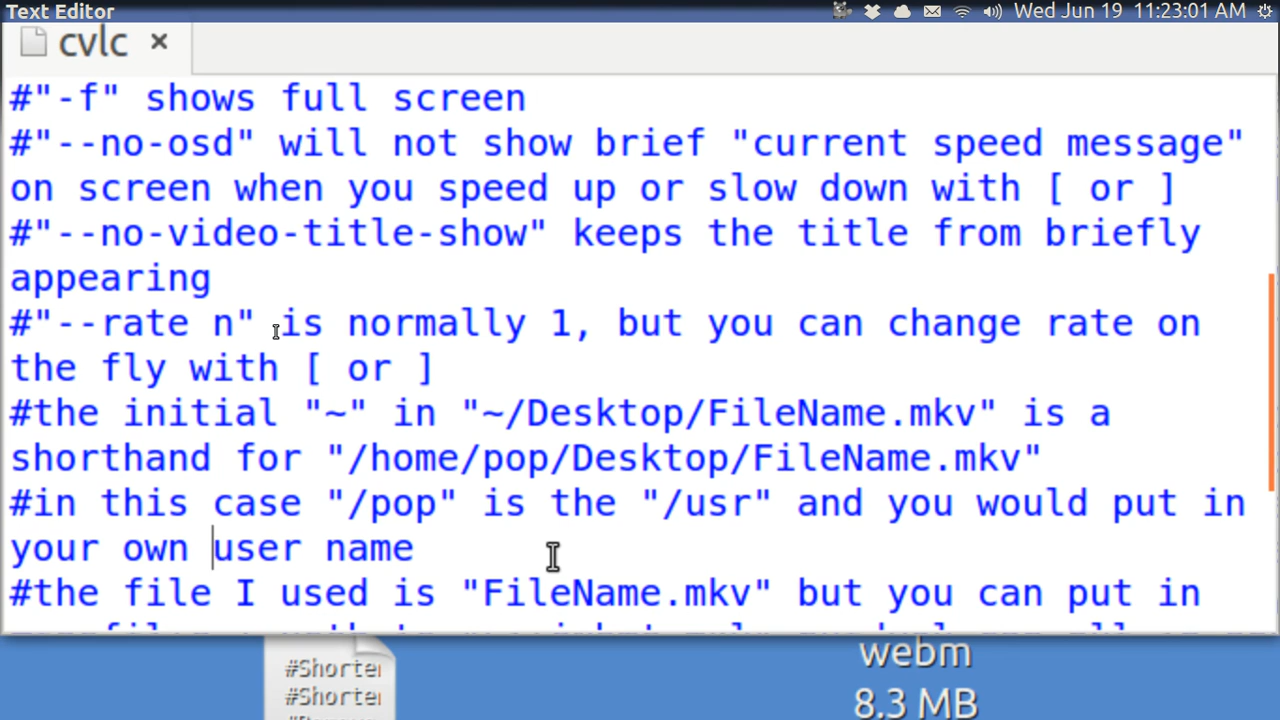 Text Editor
Wed Jun 19 11:23:01 AM
cvlc ×
#"-f" shows full screen
#"--no-osd" will not show brief "current speed message"
on screen when you speed up or slow down with [ or ]
#"--no-video-title-show" keeps the title from briefly
appearing
#"--rate n" is normally 1, but you can change rate on
the fly with [ or ]
#the initial "~" in "~/Desktop/FileName.mkv" is a
shorthand for "/home/pop/Desktop/FileName.mkv"
#in this case "/pop" is the "/usr" and you would put in
your own user name
#the file I used is "FileName.mkv" but you can put in
#Shorter
#Shorter
webm
8.3 MB